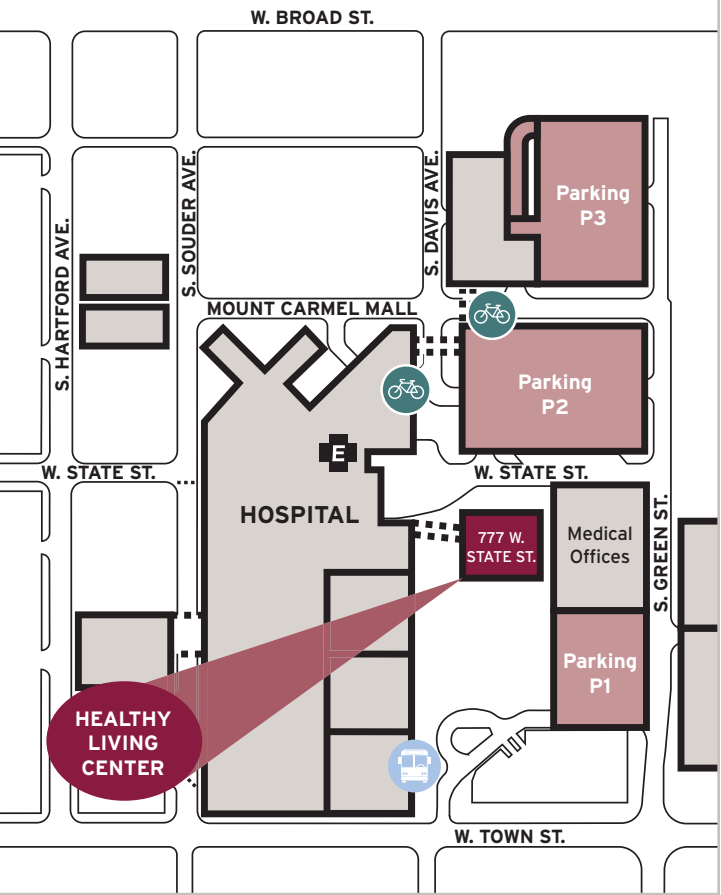 W. BROAD ST.
S. HARTFORD AVE.
S. SOUDER AVE.
S. DAVIS AVE.
Parking
P3
MOUNT CARMEL MALL
Parking
P2
E
W. STATE ST.
W. STATE ST.
HOSPITAL
777 W.
STATE ST.
Medical
Offices
S. GREEN ST.
Parking
P1
HEALTHY
LIVING
CENTER
W. TOWN ST.